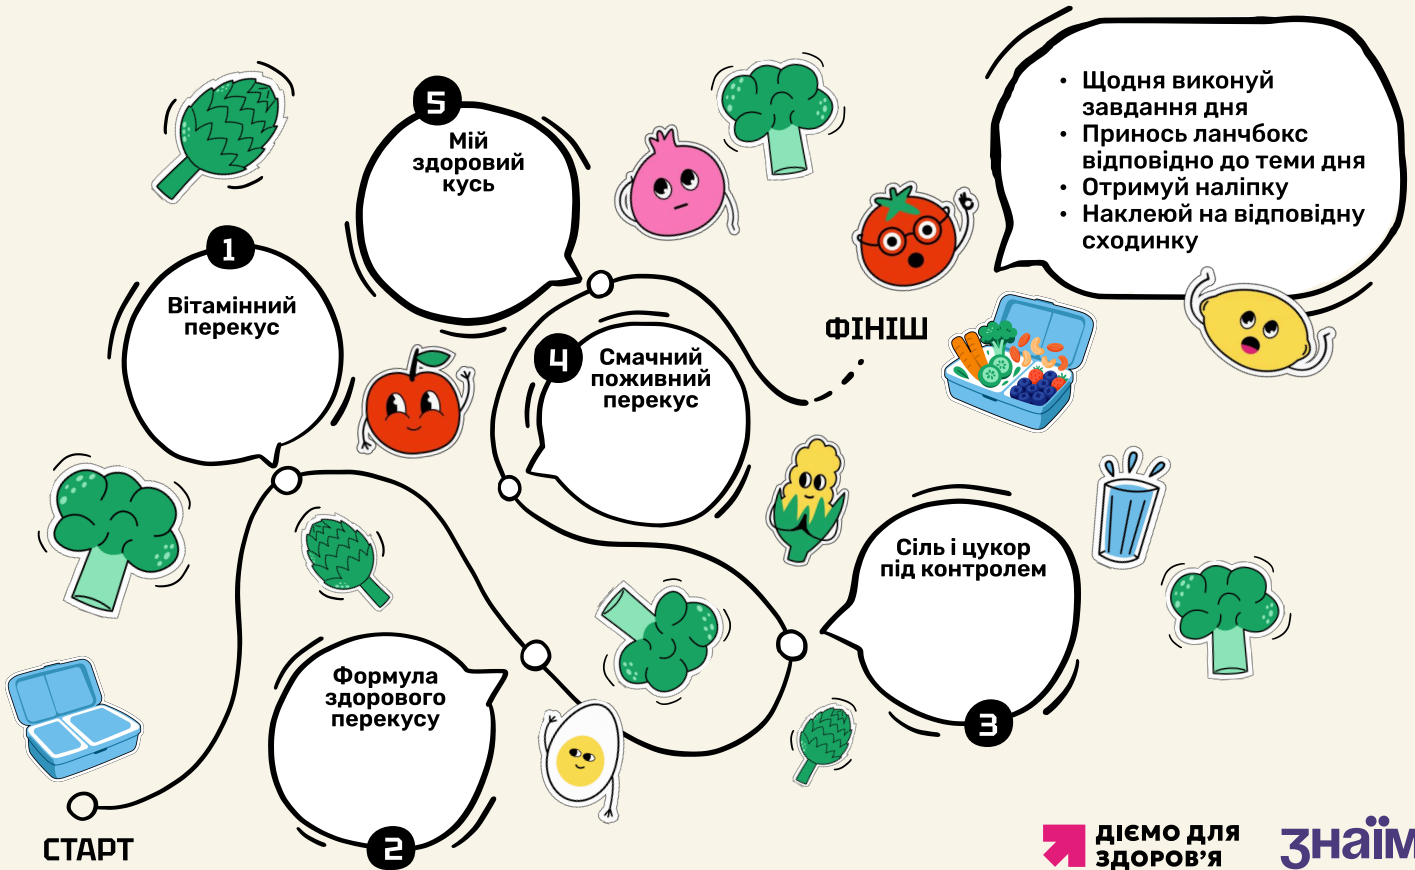 • Щодня виконуй
завдання дня
• Принось ланчбокс
відповідно до теми дня
• Отримуй наліпку
• Наклеюй на відповідну
сходинку
5
Мій
здоровий
кусь
1
Вітамінний
перекус
ФІНІШ
4
Смачний
поживний
перекус
Сіль і цукор
під контролем
3
Формула
здорового
перекусу
2
СТАРТ
ДІЄМО ДЛЯ
ЗДОРОВ’Я
знаїм